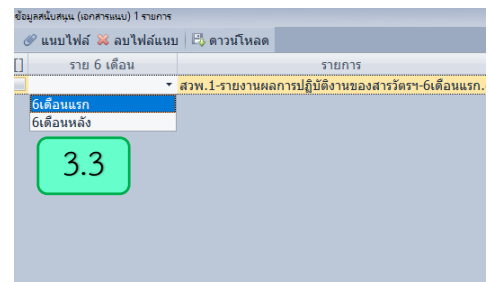 ข้อมูลสนับสนุน (เอกสารแนบ) 1 รายการ
แนบไฟล์ ลบไฟล์แนบ ดาวน์โหลด
[] ราย 6 เดือน รายการ
สวพ.1-รายงานผลการปฏิบัติงานของสารวัตรฯ-6เดือนแรก.
6เดือนแรก
6เดือนหลัง
3.3